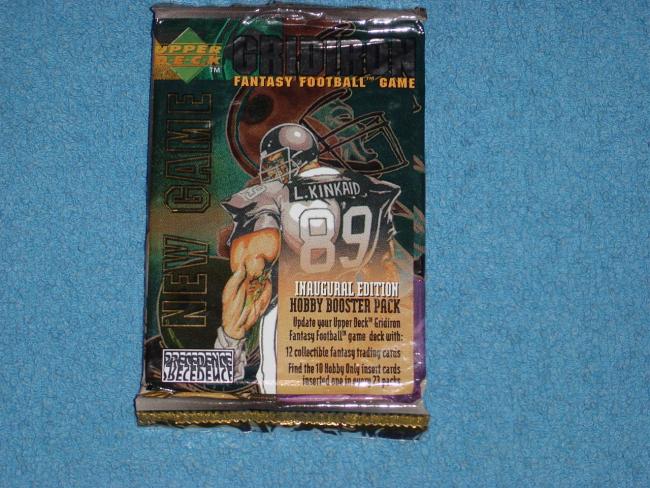 UPPER
DECK
TM
GRIDIRON
FANTASY FOOTBALL™ GAME
NEW GAME
L. KINKAID
89
INAUGURAL EDITION
HOBBY BOOSTER PACK
Update your Upper Deck™ Gridiron
Fantasy Football™ game deck with:
12 collectible fantasy trading cards
Find the 10 Hobby Only insert cards
inserted one in every 23 packs
PRECEDENCE